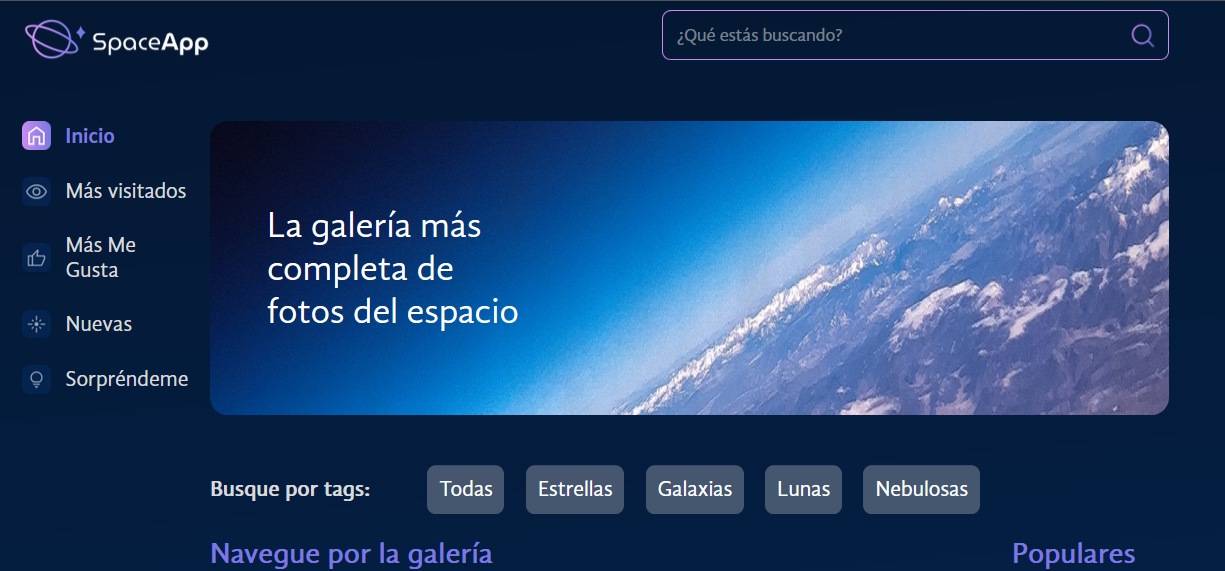 SpaceApp
¿Qué estás buscando?
Inicio
Más visitados
Más Me
Gusta
Nuevas
Sorpréndeme
La galería más
completa de
fotos del espacio
Busque por tags:
Todas
Estrellas
Galaxias
Lunas
Nebulosas
Navegue por la galería
Populares